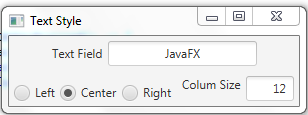 Text Style
Text Field JavaFX
Left Center Right Colum Size 12